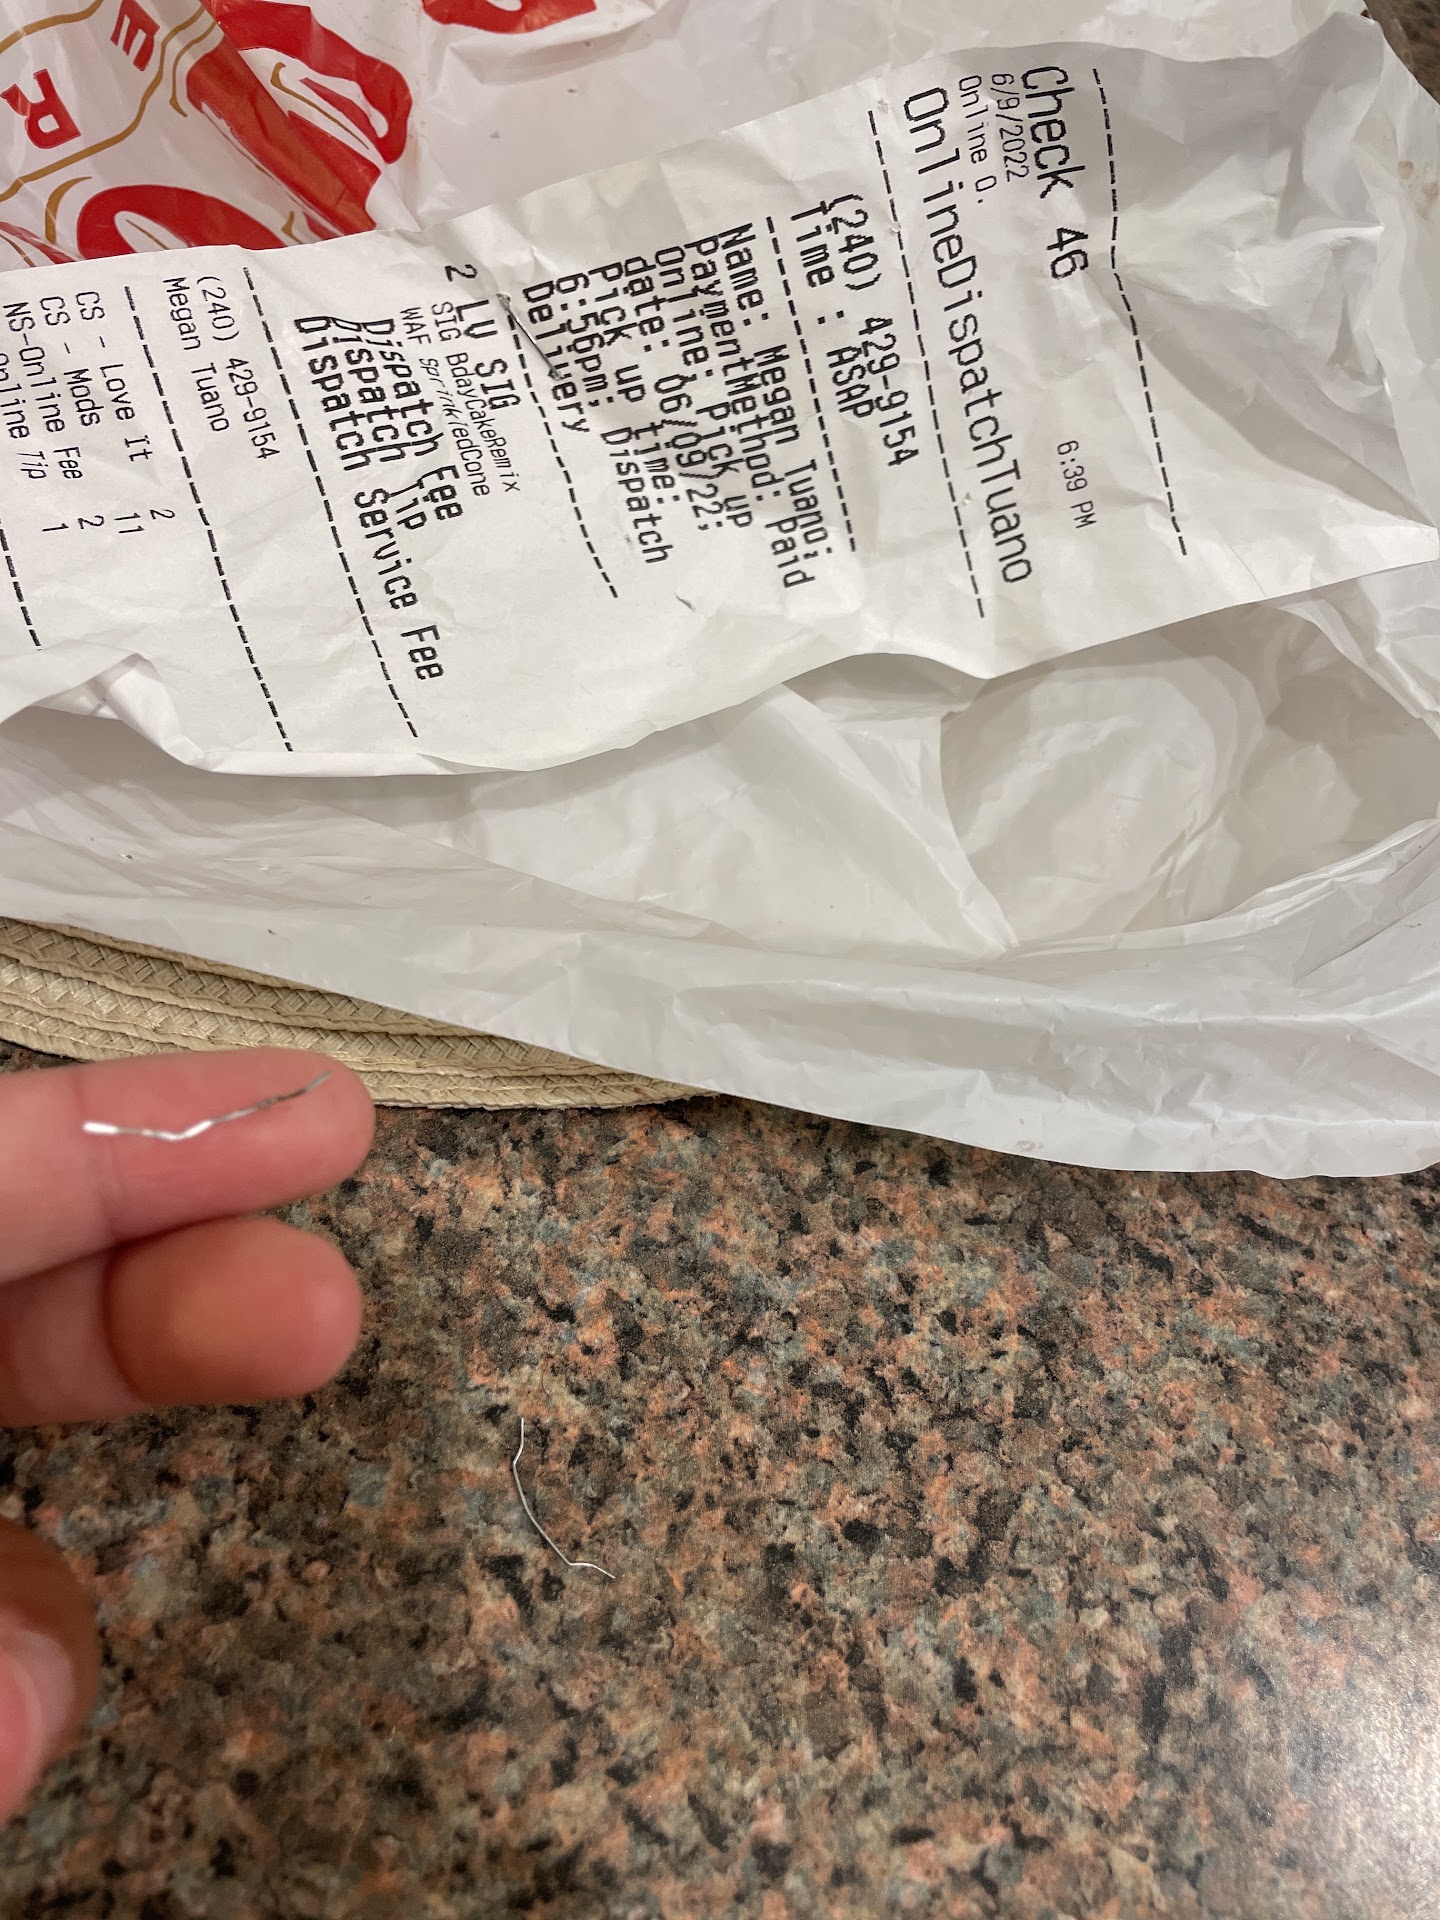 Check 46
6/9/2022 6:39 PM
Online O.
OnlineDispatchTuano
(240) 429-9154
Time : ASAP
Name: Megan Tuano;
PaymentMethod: Paid
Online; Pick up
date: 06/09/22;
Pick up time:
6:56pm; Dispatch
Delivery
2 LV SIG
SIG BdayCakeRemix
WAF SprinkledCone
Dispatch Fee
Dispatch Tip
Dispatch Service Fee
(240) 429-9154
Megan Tuano
CS - Love It 2
CS - Mods 11
CS-Online Fee 2
NS-Online Tip 1
E
R